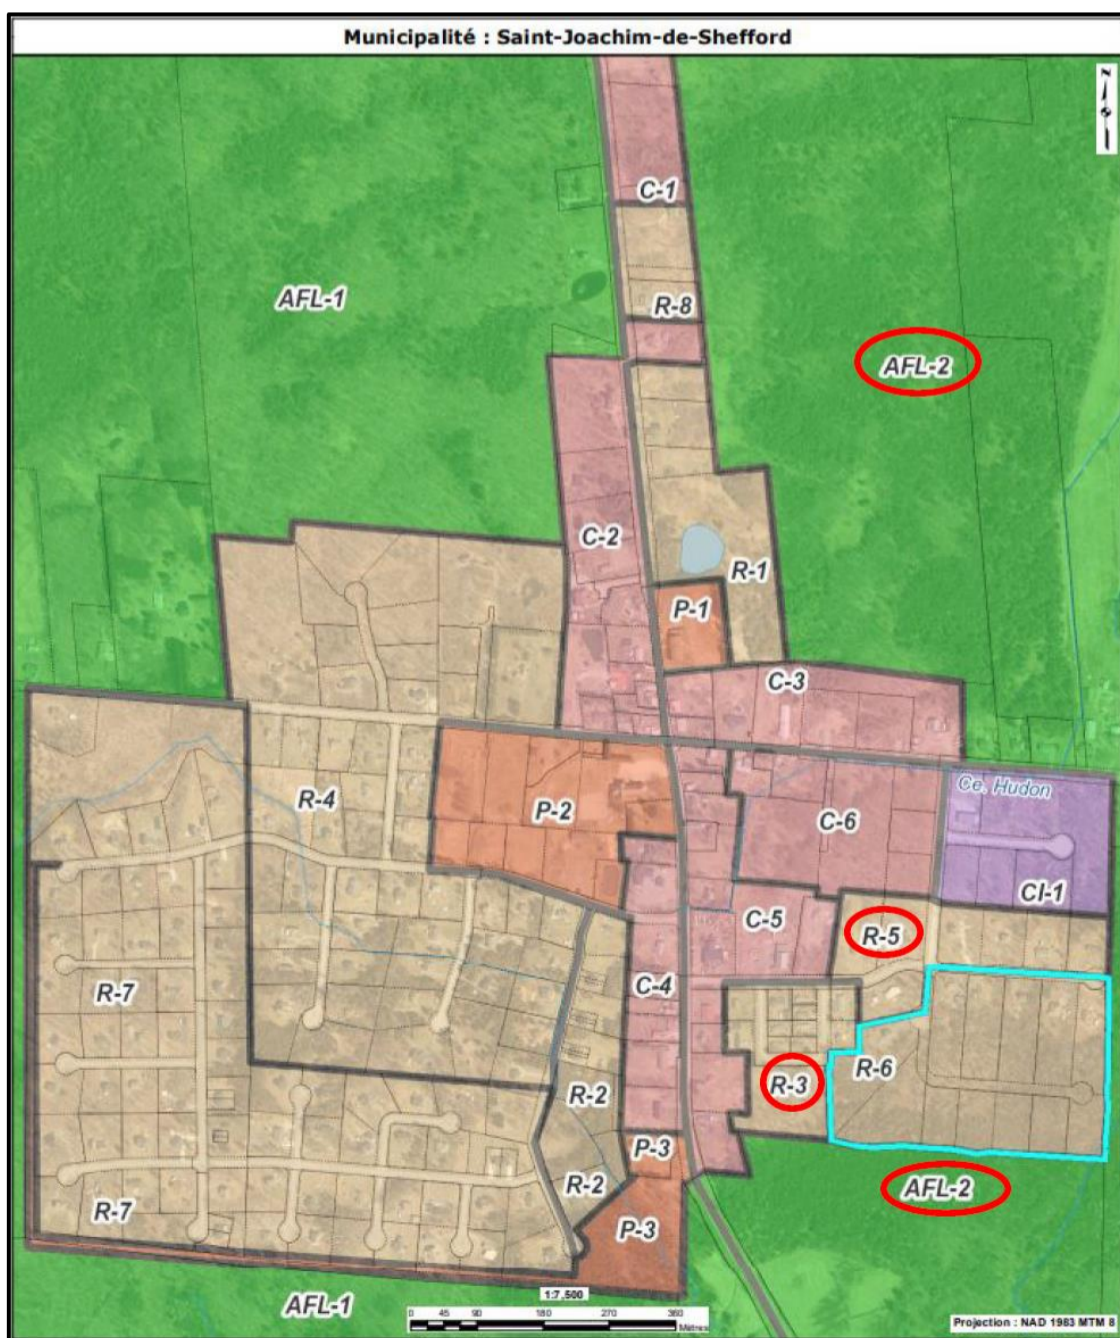 Municipalité : Saint-Joachim-de-Shefford
N
C-1
AFL-1
R-8
AFL-2
C-2
R-1
P-1
C-3
Ce. Hudon
R-4
P-2
C-6
CI-1
C-5
R-5
R-7
C-4
R-6
R-3
R-2
P-3
R-2
AFL-2
R-7
P-3
AFL-1
1:7,500
0 45 90 180 270 360
Mètres
Projection : NAD 1983 MTM 8